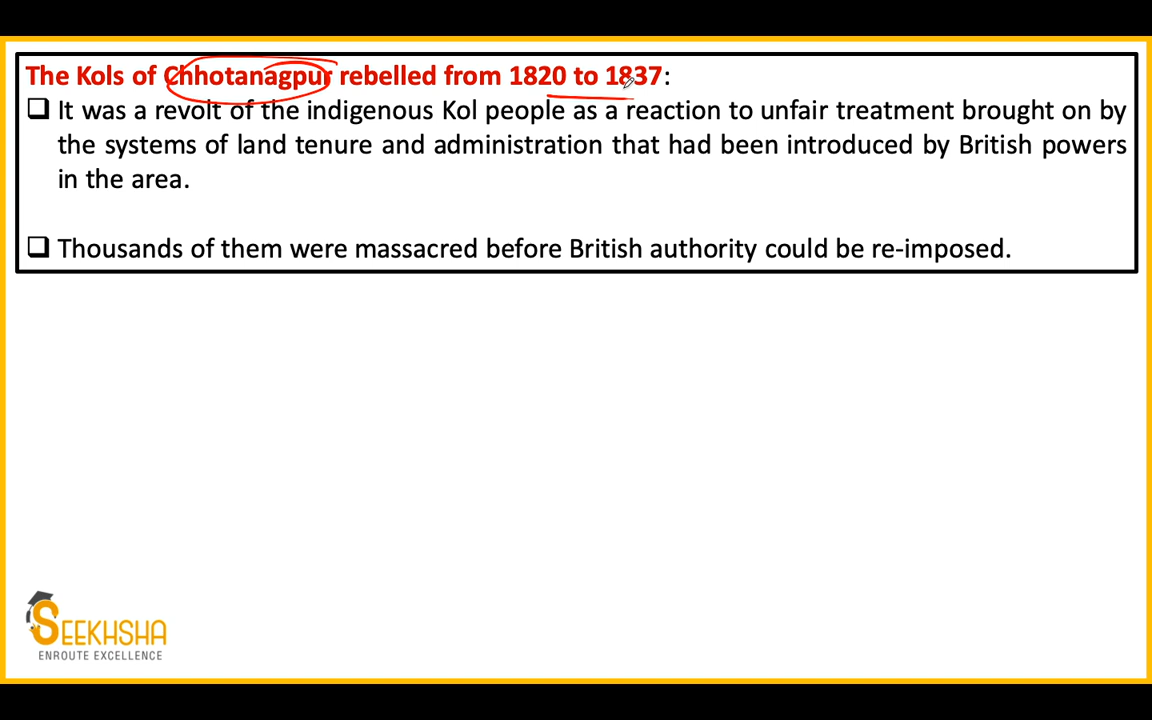 The Kols of Chhotanagpur rebelled from 1820 to 1837:
❑ It was a revolt of the indigenous Kol people as a reaction to unfair treatment brought on by
the systems of land tenure and administration that had been introduced by British powers
in the area.
❑ Thousands of them were massacred before British authority could be re-imposed.
SEEKHSHA
ENROUTE EXCELLENCE